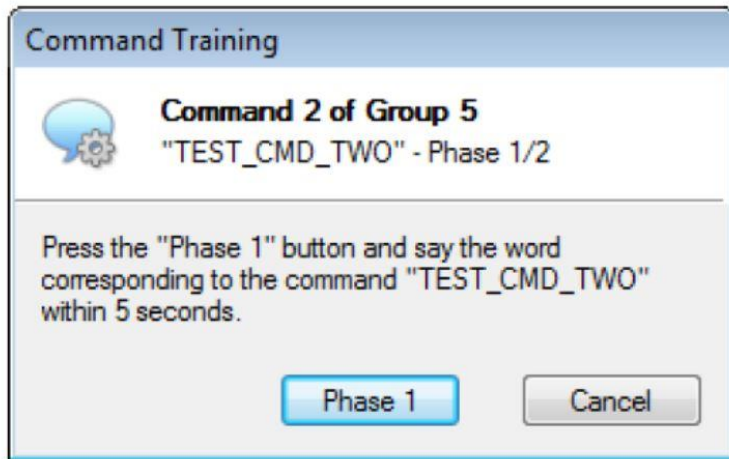 Command Training
Command 2 of Group 5
"TEST_CMD_TWO" - Phase 1/2
Press the "Phase 1" button and say the word
corresponding to the command "TEST_CMD_TWO"
within 5 seconds.
Phase 1
Cancel